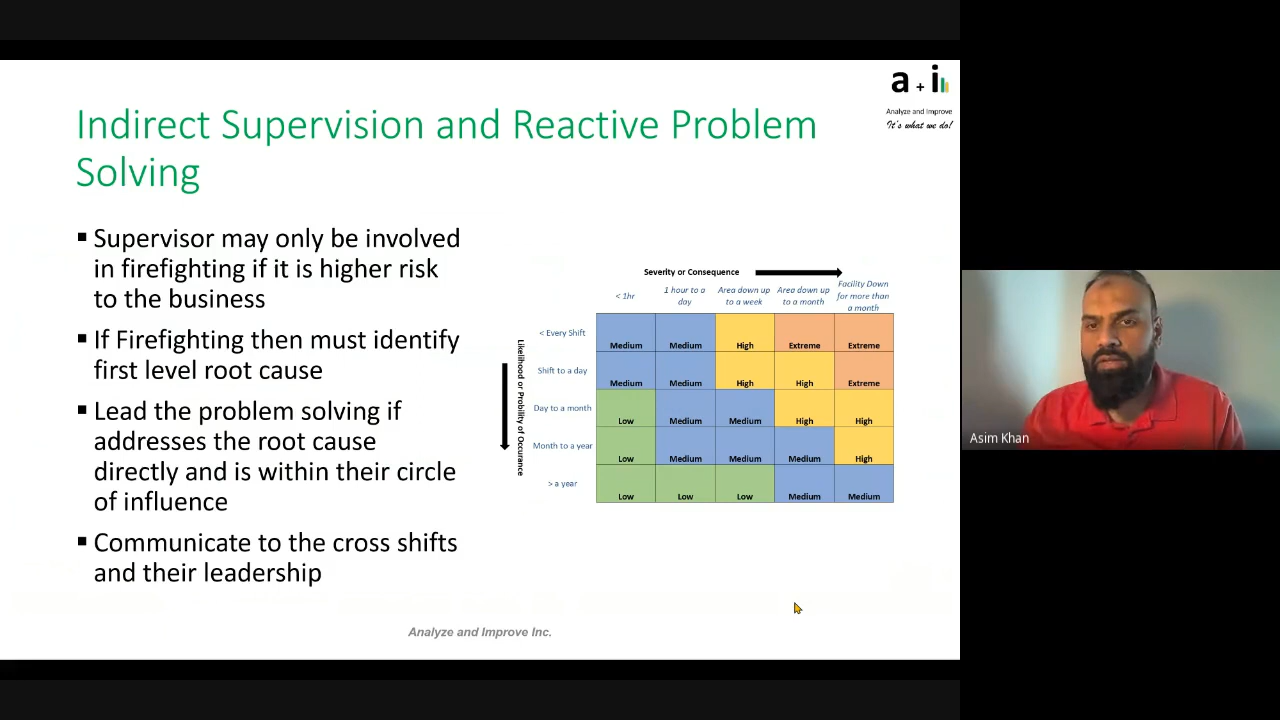 a + i
Analyze and Improve
It's what we do!
Indirect Supervision and Reactive Problem
Solving
▪ Supervisor may only be involved
in firefighting if it is higher risk
to the business
▪ If Firefighting then must identify
first level root cause
▪ Lead the problem solving if
addresses the root cause
directly and is within their circle
of influence
▪ Communicate to the cross shifts
and their leadership
Severity or Consequence
< 1hr
1 hour to a
day
Area down up
to a week
Area down up
to a month
Facility Down
for more than
a month
Likelihood or Probility of Occurance
< Every Shift
Medium Medium High Extreme Extreme
Shift to a day
Medium Medium High High Extreme
Day to a month
Low Medium Medium High High
Month to a year
Low Medium Medium Medium High
> a year
Low Low Low Medium Medium
Analyze and Improve Inc.
Asim Khan